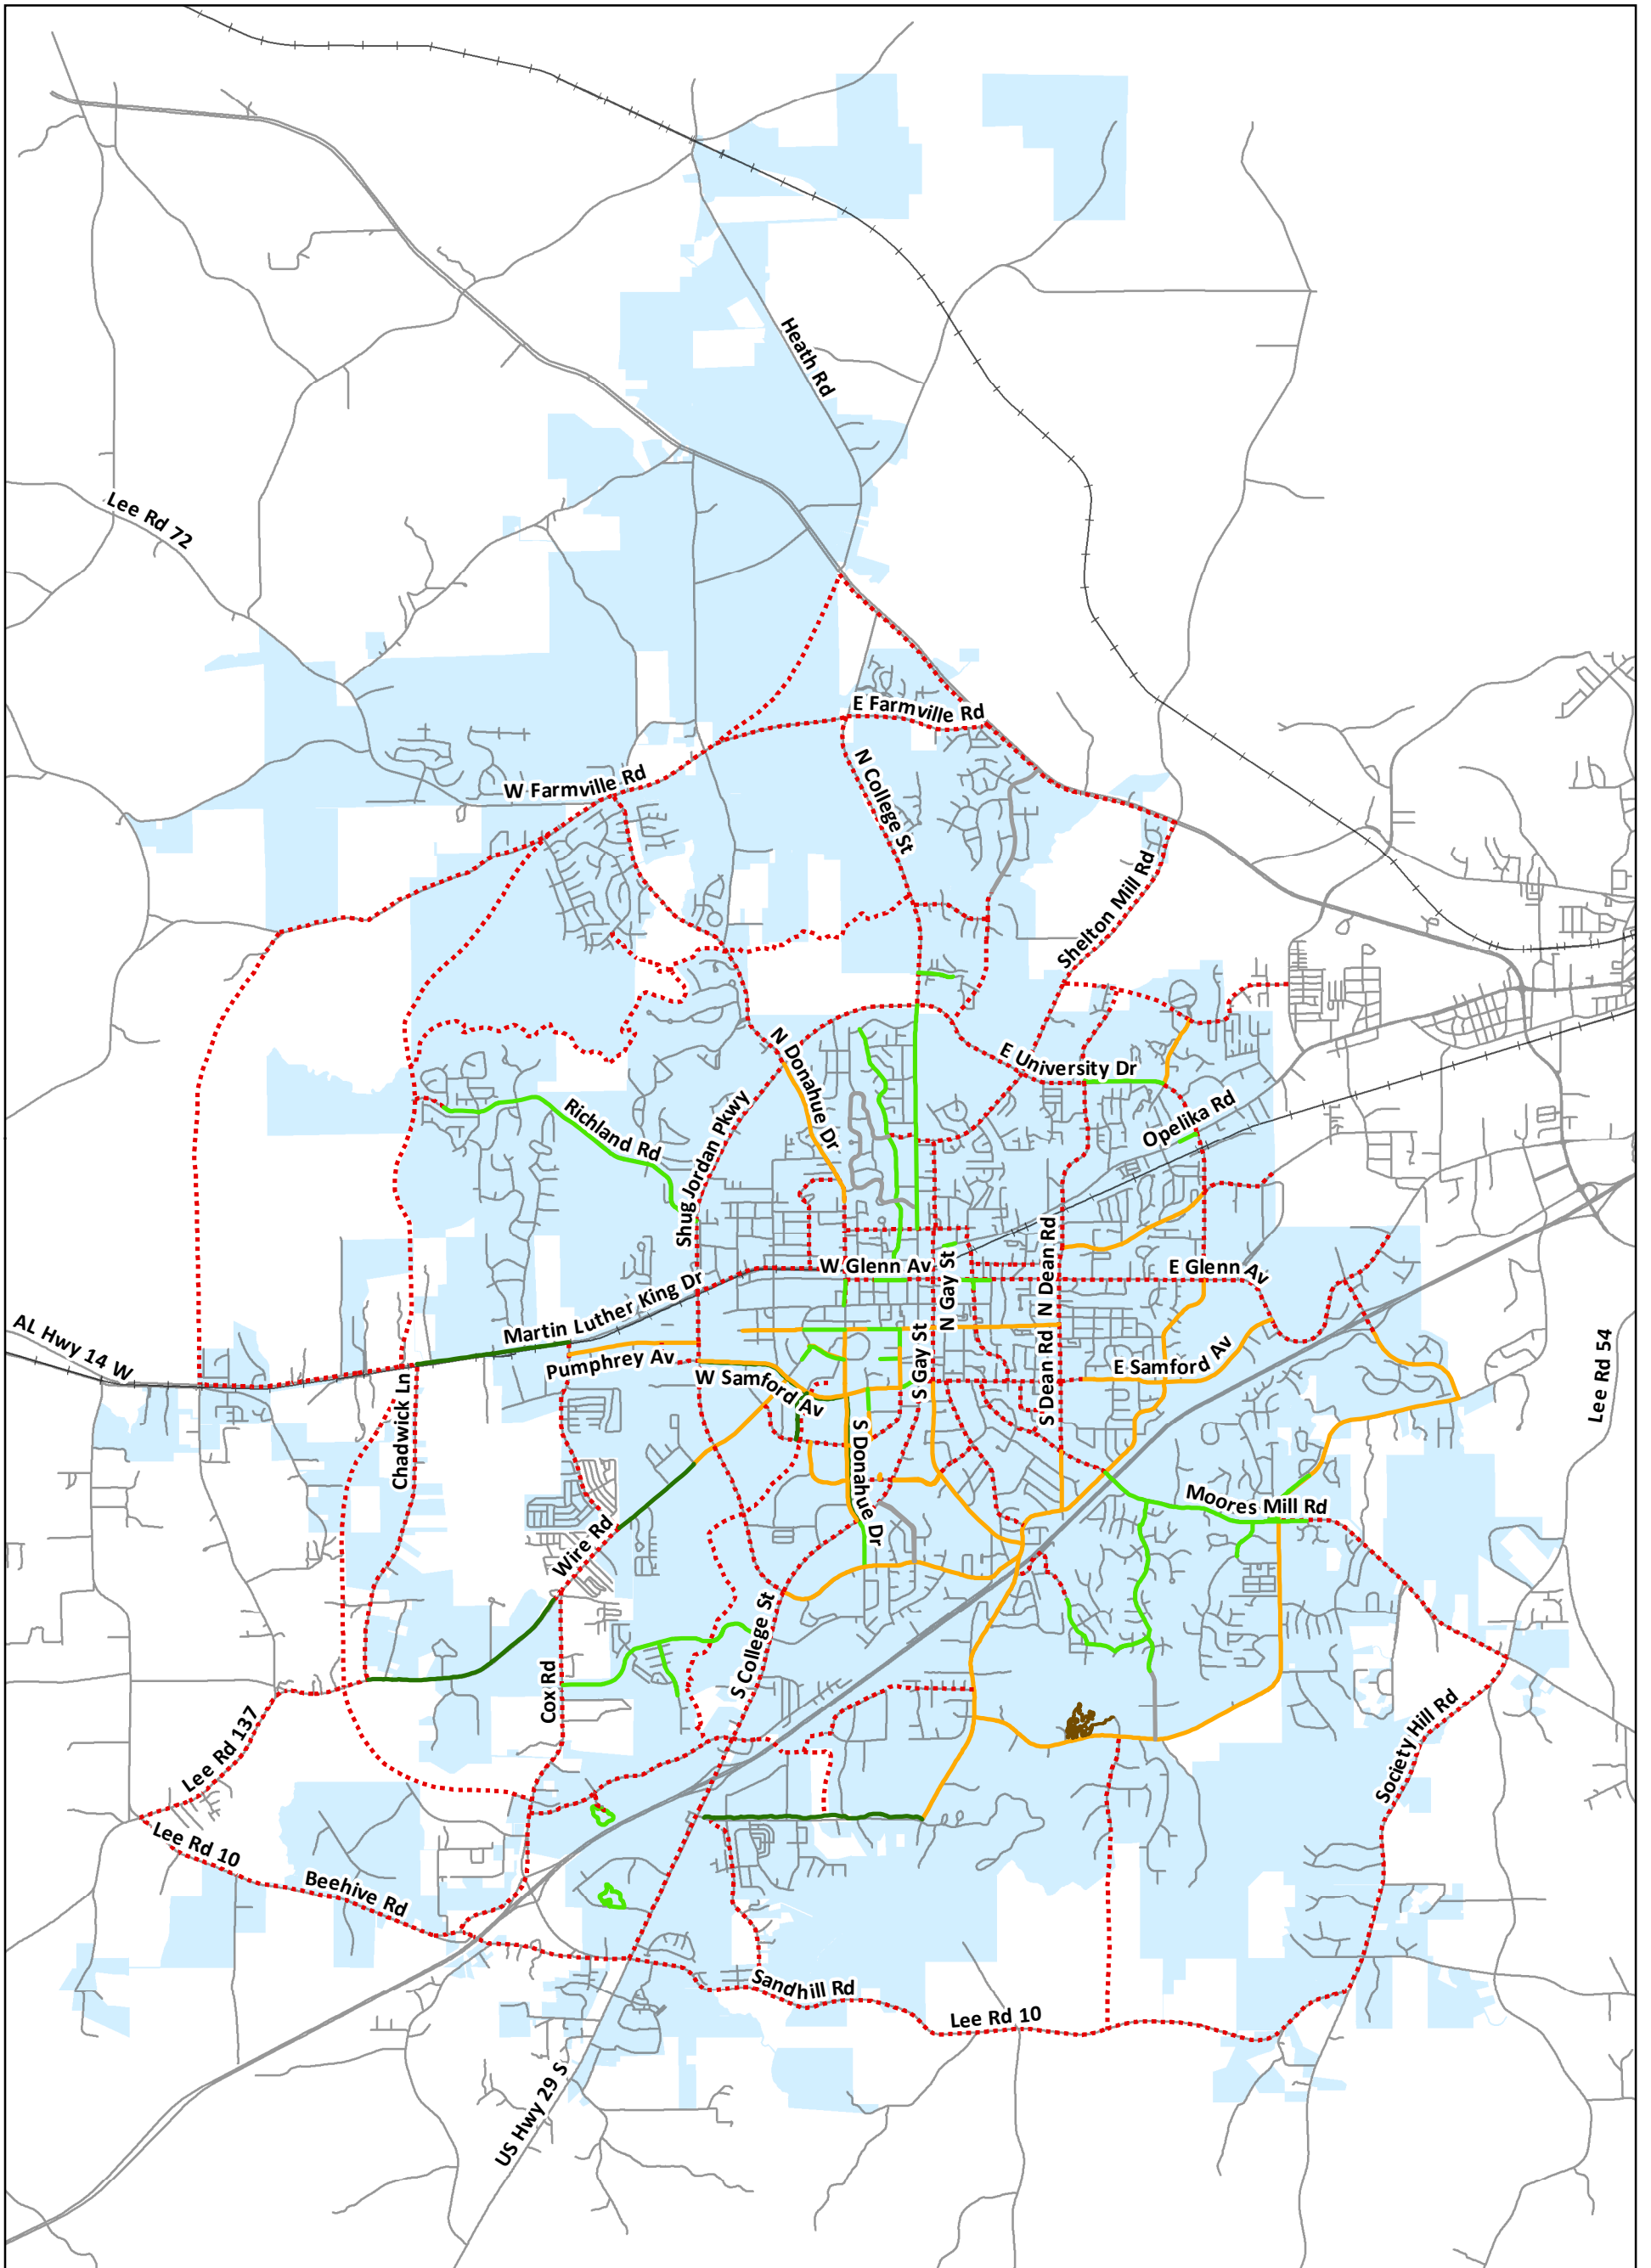 Heath Rd
Lee Rd 72
E Farmville Rd
W Farmville Rd
N College St
Shelton Mill Rd
N Donahue Dr
E University Dr
Richland Rd
Shug Jordan Pkwy
Opelika Rd
W Glenn Av
N Gay St
N Dean Rd
E Glenn Av
Martin Luther King Dr
AL Hwy 14 W
Pumphrey Av
W Samford Av
S Gay St
S Dean Rd
E Samford Av
Lee Rd 54
Chadwick Ln
S Donahue Dr
Moores Mill Rd
Wire Rd
S College St
Cox Rd
Lee Rd 137
Society Hill Rd
Lee Rd 10
Beehive Rd
Sandhill Rd
Lee Rd 10
US Hwy 29 S